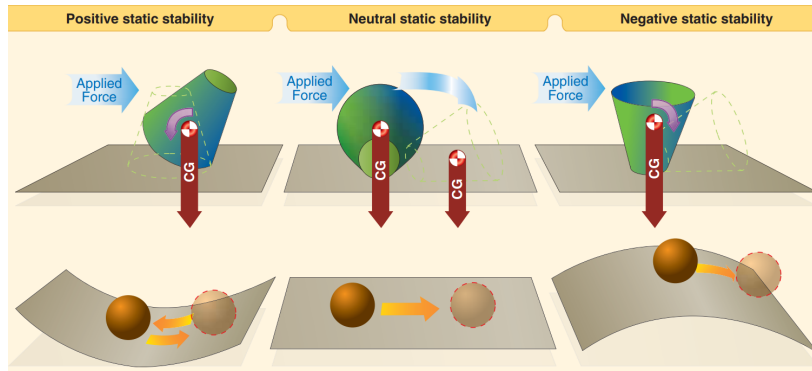 Positive static stability
Neutral static stability
Negative static stability
Applied
Force
CG
Applied
Force
CG
CG
Applied
Force
CG